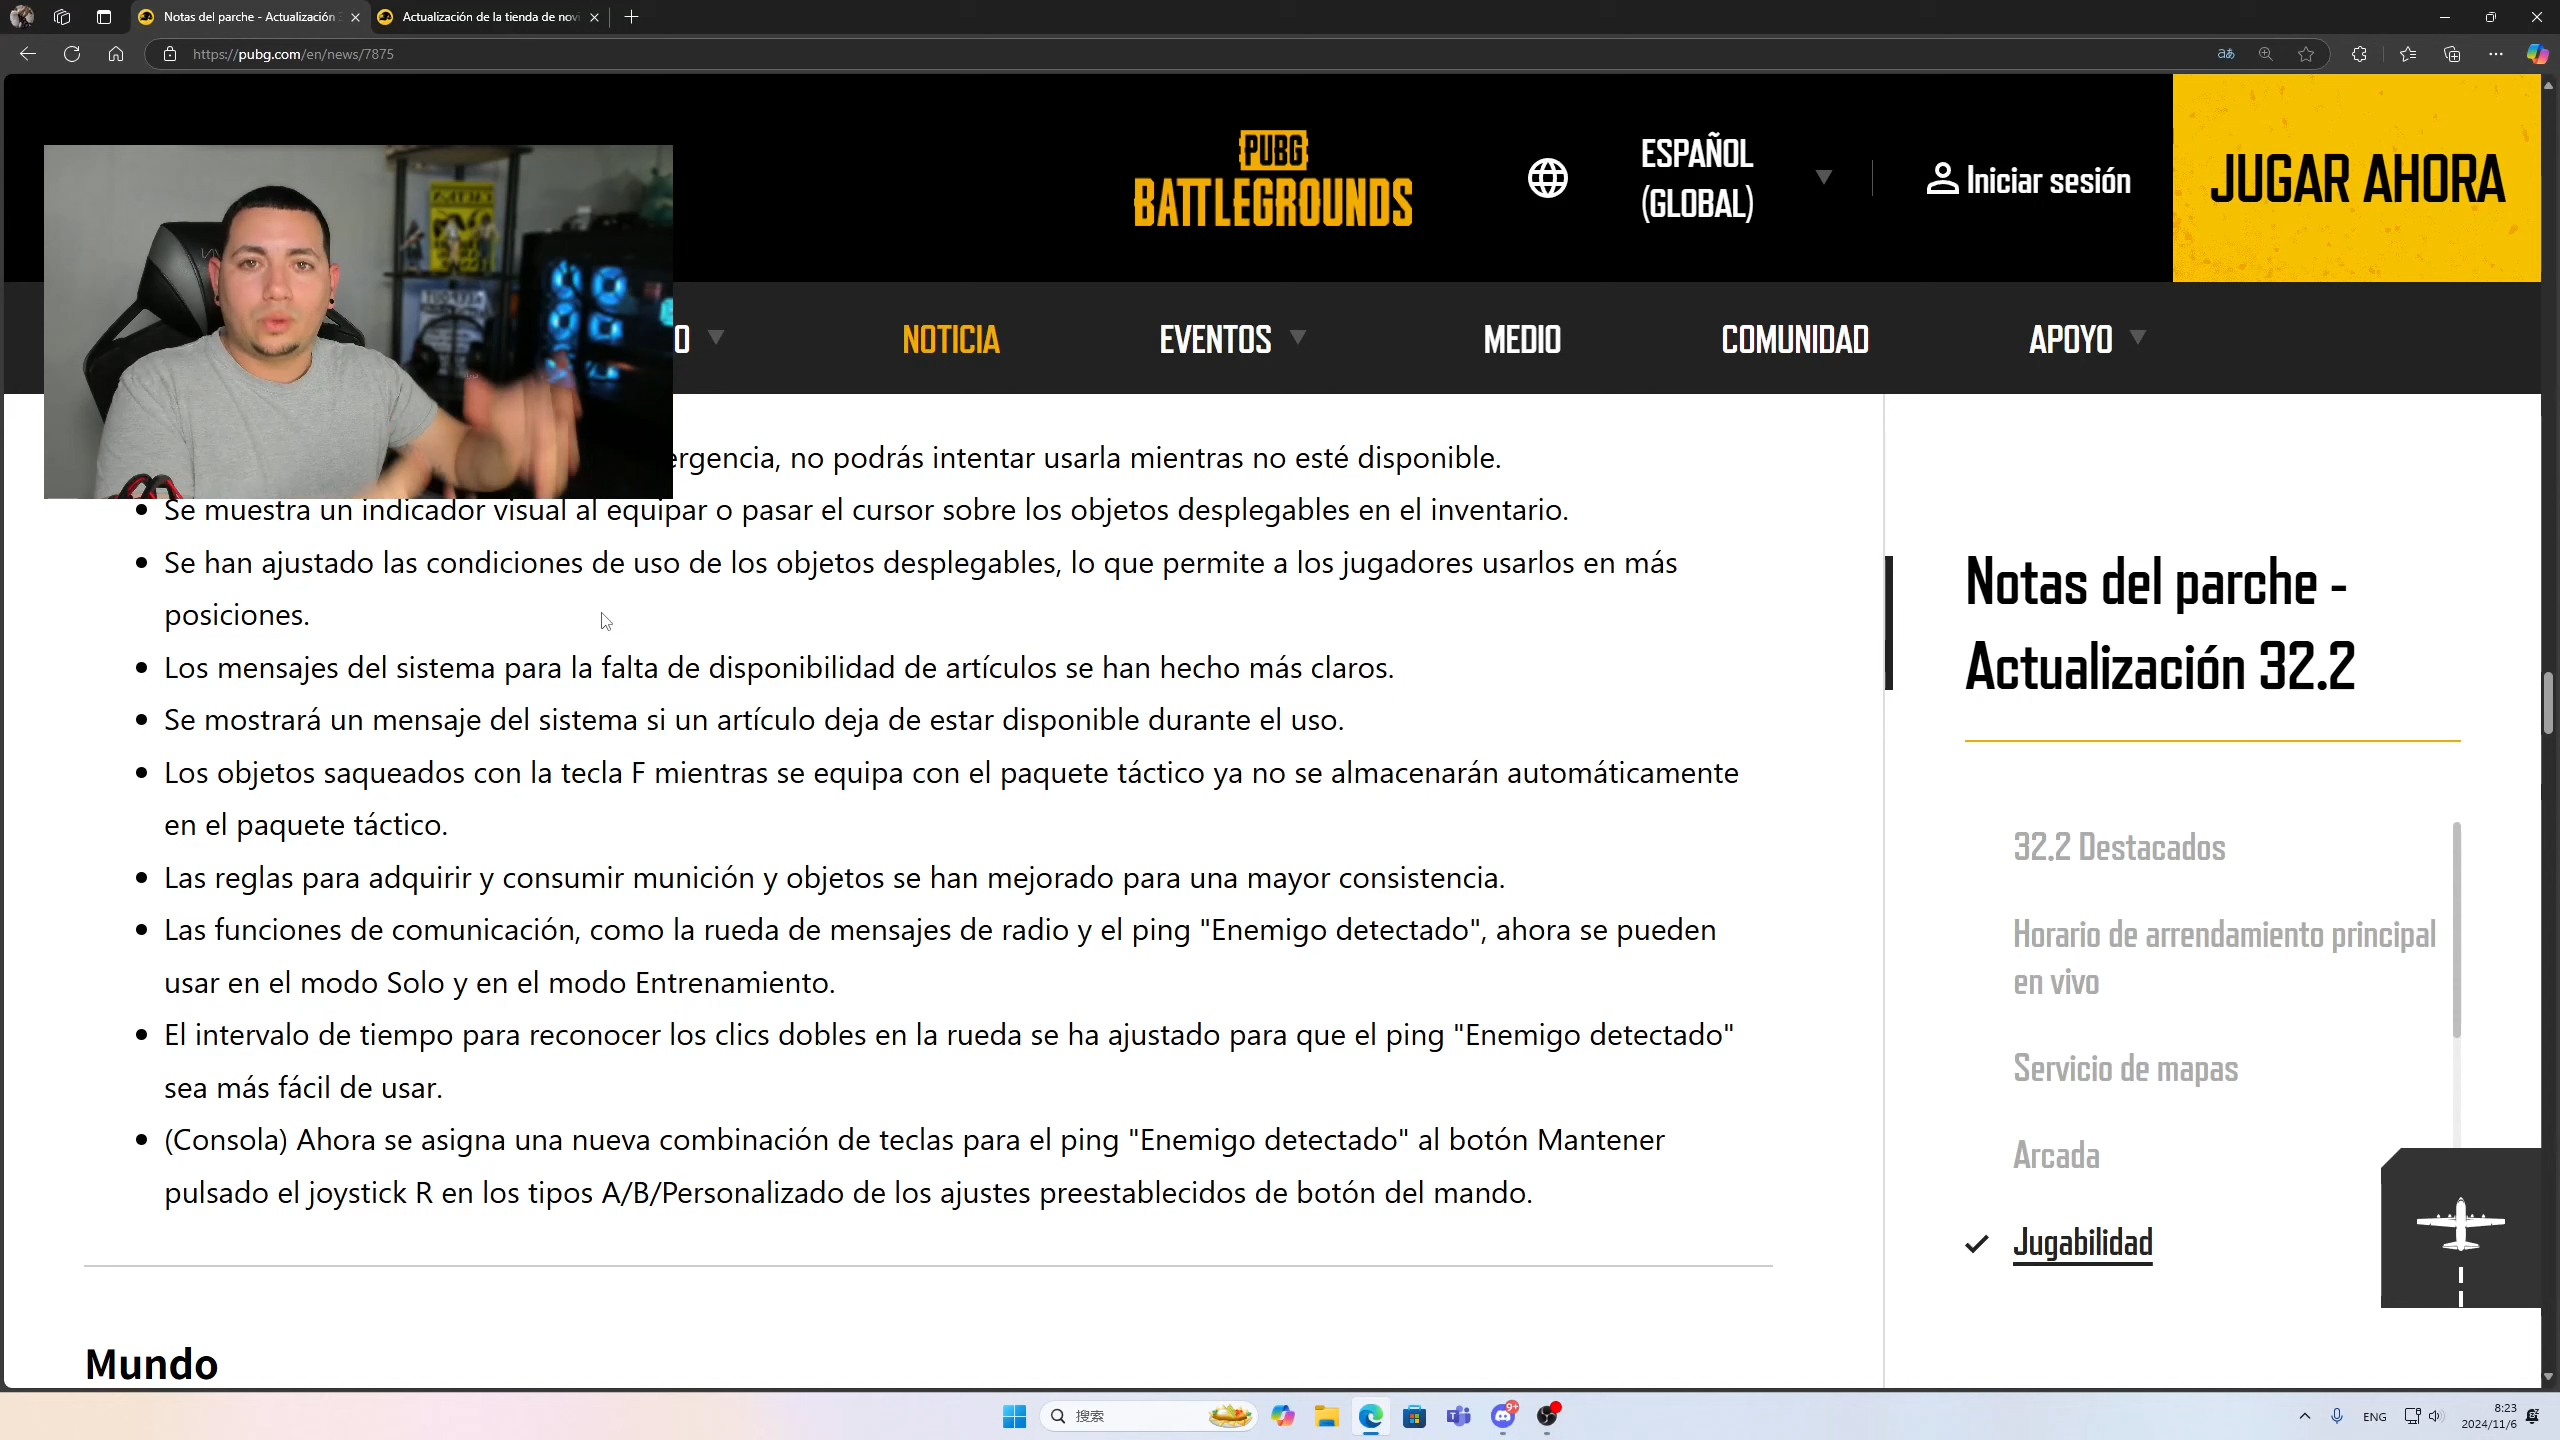 Notas del parche - Actualización
Actualización de la tienda de novi
https://pubg.com/en/news/7875
PUBG
BATTLEGROUNDS
ESPAÑOL
(GLOBAL)
Iniciar sesión
JUGAR AHORA
O
NOTICIA
EVENTOS
MEDIO
COMUNIDAD
APOYO
ergencia, no podrás intentar usarla mientras no esté disponible.
Se muestra un indicador visual al equipar o pasar el cursor sobre los objetos desplegables en el inventario.
Se han ajustado las condiciones de uso de los objetos desplegables, lo que permite a los jugadores usarlos en más
posiciones.
Los mensajes del sistema para la falta de disponibilidad de artículos se han hecho más claros.
Se mostrará un mensaje del sistema si un artículo deja de estar disponible durante el uso.
Los objetos saqueados con la tecla F mientras se equipa con el paquete táctico ya no se almacenarán automáticamente
en el paquete táctico.
Las reglas para adquirir y consumir munición y objetos se han mejorado para una mayor consistencia.
Las funciones de comunicación, como la rueda de mensajes de radio y el ping "Enemigo detectado", ahora se pueden
usar en el modo Solo y en el modo Entrenamiento.
El intervalo de tiempo para reconocer los clics dobles en la rueda se ha ajustado para que el ping "Enemigo detectado"
sea más fácil de usar.
(Consola) Ahora se asigna una nueva combinación de teclas para el ping "Enemigo detectado" al botón Mantener
pulsado el joystick R en los tipos A/B/Personalizado de los ajustes preestablecidos de botón del mando.
Mundo
Notas del parche -
Actualización 32.2
32.2 Destacados
Horario de arrendamiento principal
en vivo
Servicio de mapas
Arcada
Jugabilidad
搜索
9+
ENG
8:23
2024/11/6